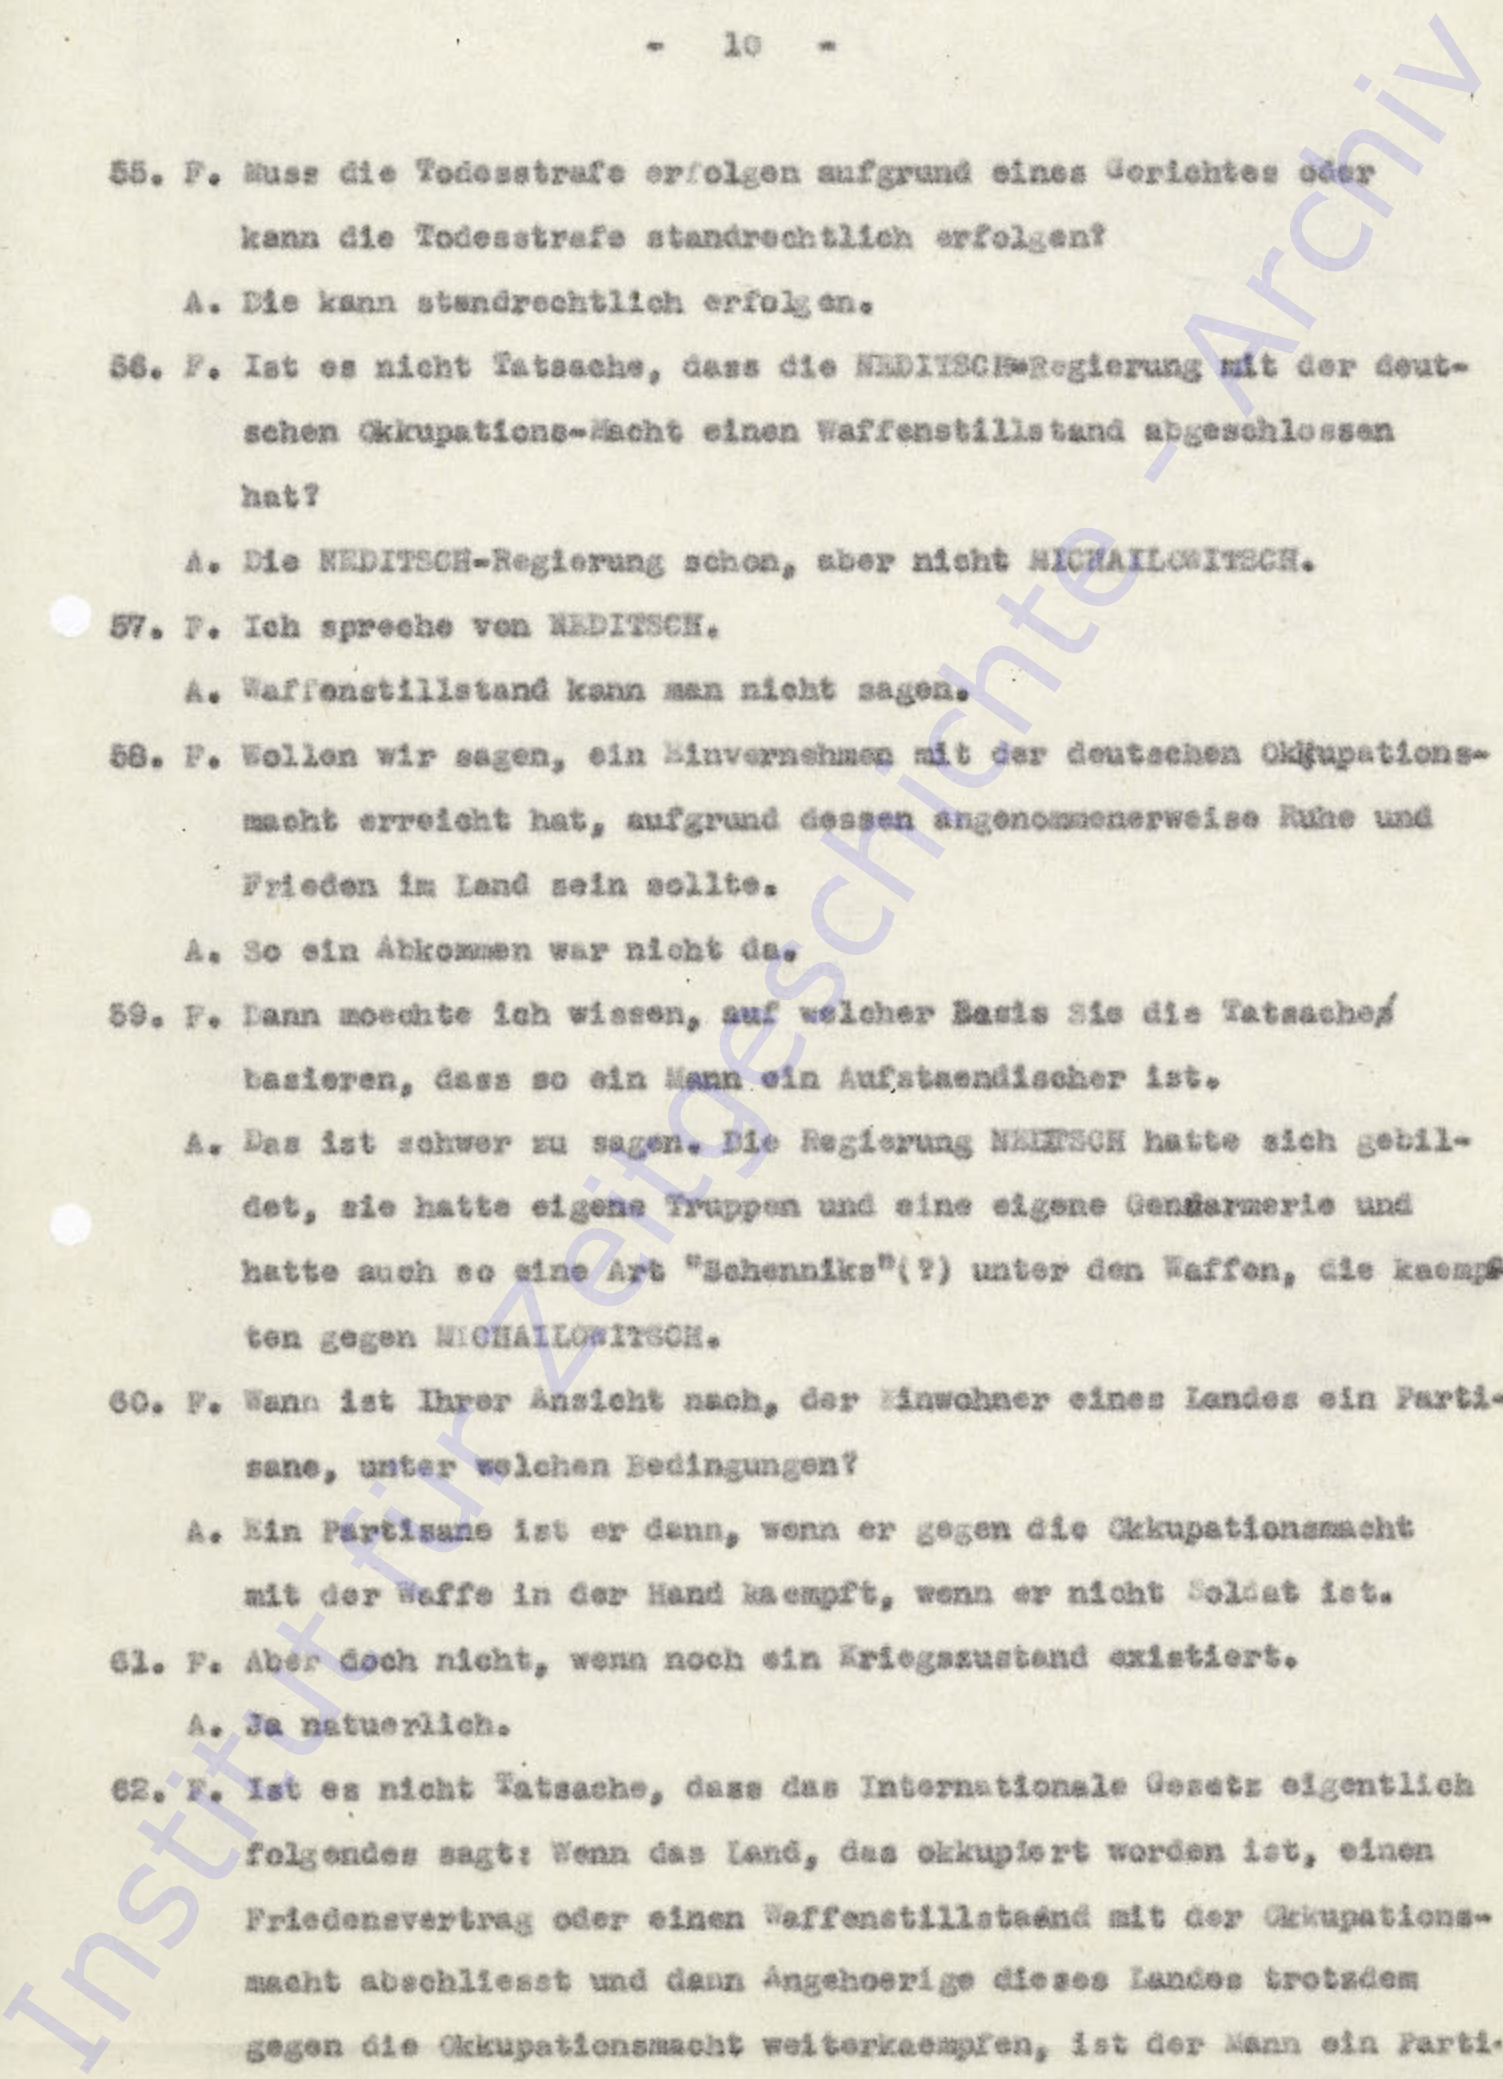 - 10 -
55. F. Muss die Todesstrafe erfolgen aufgrund eines Gerichtes oder
kann die Todesstrafe standrechtlich erfolgen?
A. Die kann standrechtlich erfolgen.
56. F. Ist es nicht Tatsache, dass die NEDITSCH-Regierung mit der deut-
schen Okkupations-Macht einen Waffenstillstand abgeschlossen
hat?
A. Die NEDITSCH-Regierung schon, aber nicht MICHAILOWITSCH.
57. F. Ich spreche von NEDITSCH.
A. Waffenstillstand kann man nicht sagen.
58. F. Wollen wir sagen, ein Einvernehmen mit der deutschen Okkupations-
macht erreicht hat, aufgrund dessen angenommenerweise Ruhe und
Frieden im Land sein sollte.
A. So ein Abkommen war nicht da.
59. F. Dann moechte ich wissen, auf welcher Basis Sie die Tatsache
basieren, dass so ein Mann ein Aufstaendischer ist.
A. Das ist schwer zu sagen. Die Regierung NEDITSCH hatte sich gebil-
det, sie hatte eigene Truppen und eine eigene Gendarmerie und
hatte auch so eine Art "Schenniks"(?) unter den Waffen, die kaempf
ten gegen MICHAILOWITSCH.
60. F. Wann ist Ihrer Ansicht nach, der Einwohner eines Landes ein Parti-
sane, unter welchen Bedingungen?
A. Ein Partisane ist er dann, wenn er gegen die Okkupationsmacht
mit der Waffe in der Hand kaempft, wenn er nicht Soldat ist.
61. F. Aber doch nicht, wenn noch ein Kriegszustand existiert.
A. Ja natuerlich.
62. F. Ist es nicht Tatsache, dass das Internationale Gesetz eigentlich
folgendes sagt: Wenn das Land, das okkupiert worden ist, einen
Friedensvertrag oder einen Waffenstillstaand mit der Okkupations-
macht abschliesst und dann Angehoerige dieses Landes trotzdem
gegen die Okkupationsmacht weiterkaempfen, ist der Mann ein Parti-
Institut für Zeitgeschichte - Archiv